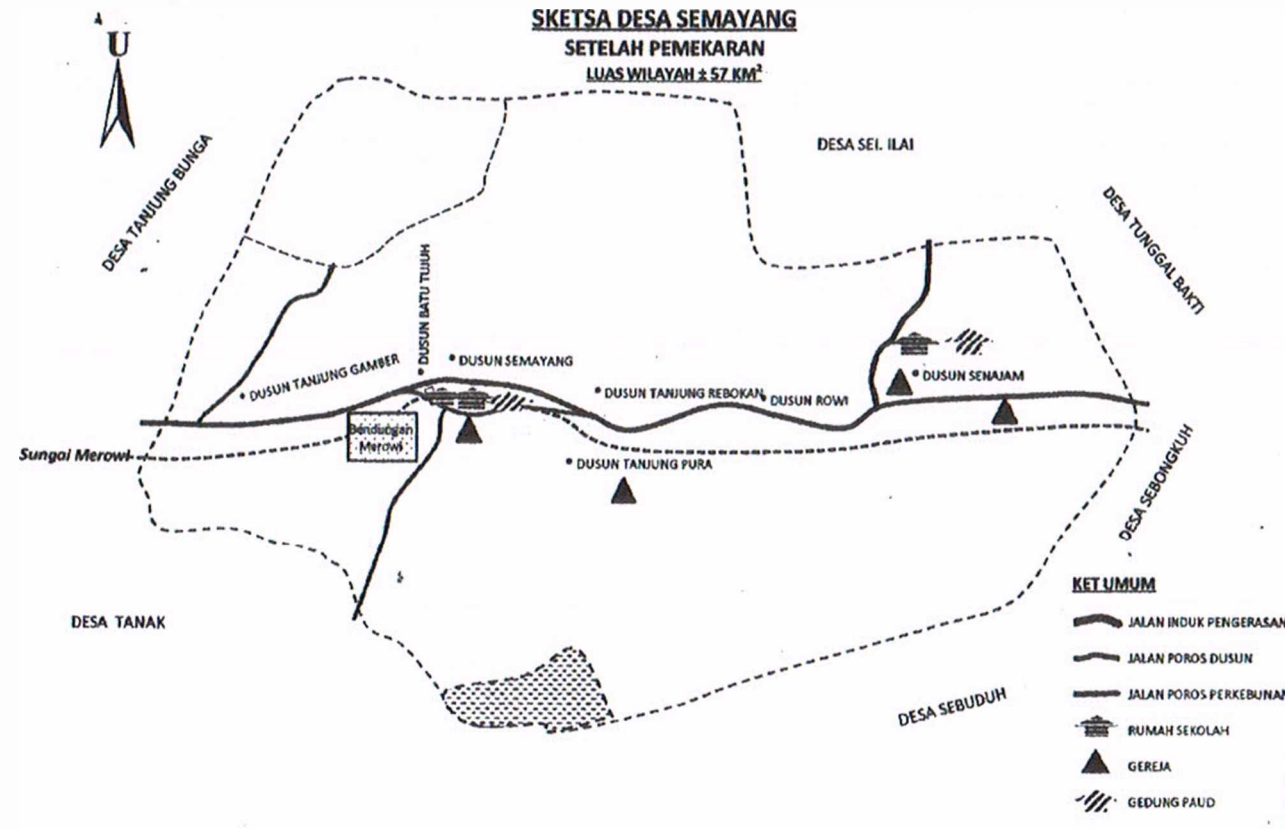 SKETSA DESA SEMAYANG
SETELAH PEMEKARAN
LUAS WILAYAH ± 57 KM²
U
DESA TANJUNG BUNGA
DESA SEI. ILAI
DESA TUNGGAL BAKTI
DUSUN BATU TUJUH
DUSUN SEMAYANG
DUSUN TANJUNG GAMBER
DUSUN TANJUNG REBOKAN
DUSUN ROWI
DUSUN SENAJAM
Bendungan
Merowi
Sungai Merowi
DUSUN TANJUNG PURA
DESA SEBONGKUH
DESA TANAK
DESA SEBUDUH
KET UMUM
JALAN INDUK PENGERASAN
JALAN POROS DUSUN
JALAN POROS PERKEBUNAN
RUMAH SEKOLAH
GEREJA
GEDUNG PAUD